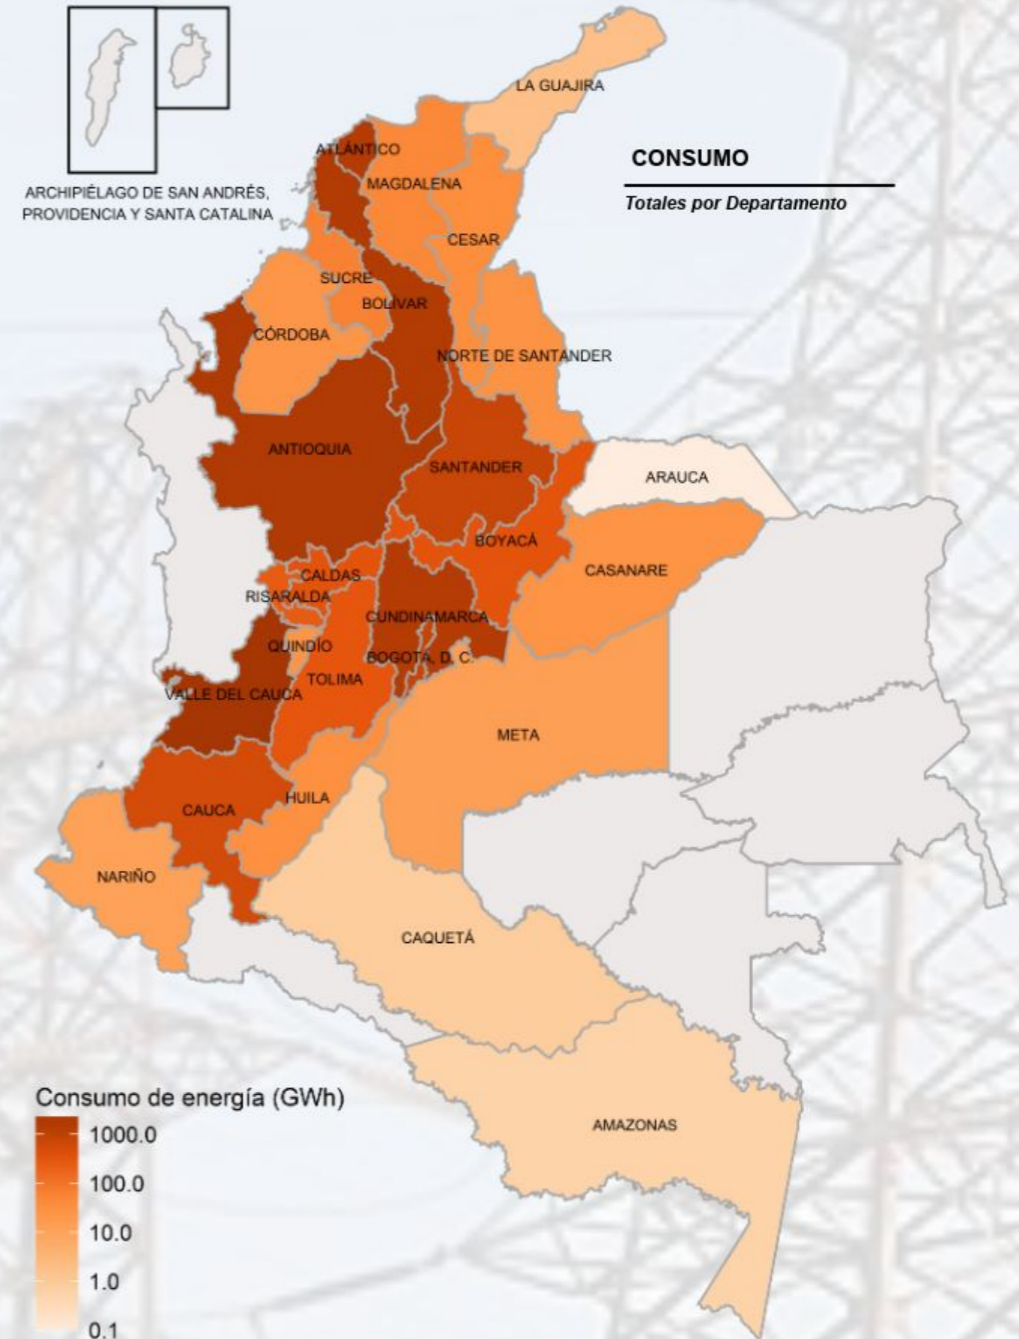 LA GUAJIRA
CONSUMO
Totales por Departamento
ATLÁNTICO
MAGDALENA
ARCHIPIÉLAGO DE SAN ANDRÉS,
PROVIDENCIA Y SANTA CATALINA
CESAR
SUCRE
BOLÍVAR
CÓRDOBA
NORTE DE SANTANDER
ANTIOQUIA
SANTANDER
ARAUCA
BOYACÁ
CASANARE
CALDAS
RISARALDA
CUNDINAMARCA
QUINDÍO
BOGOTÁ, D. C.
TOLIMA
VALLE DEL CAUCA
META
HUILA
CAUCA
NARIÑO
CAQUETÁ
AMAZONAS
Consumo de energía (GWh)
1000.0
100.0
10.0
1.0
0.1